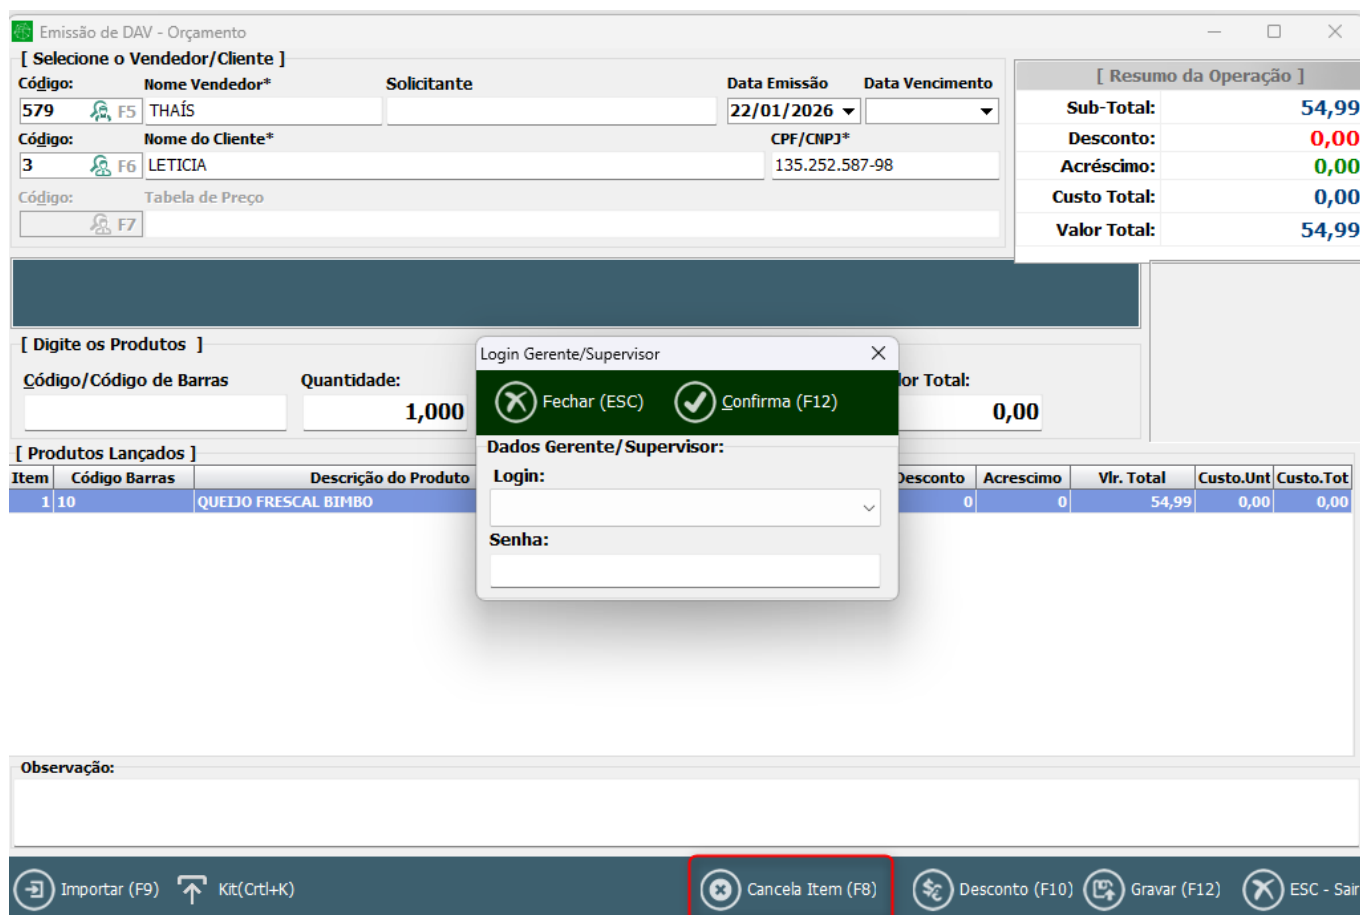 Emissão de DAV - Orçamento
[ Selecione o Vendedor/Cliente ]
Código: Nome Vendedor* Solicitante Data Emissão Data Vencimento
579 F5 THAÍS 22/01/2026
Código: Nome do Cliente* CPF/CNPJ*
3 F6 LETICIA 135.252.587-98
Código: Tabela de Preço
F7
[ Resumo da Operação ]
Sub-Total: 54,99
Desconto: 0,00
Acréscimo: 0,00
Custo Total: 0,00
Valor Total: 54,99
[ Digite os Produtos ]
Código/Código de Barras Quantidade: lor Total:
1,000 0,00
Login Gerente/Supervisor
Fechar (ESC) Confirma (F12)
Dados Gerente/Supervisor:
Login:
Senha:
[ Produtos Lançados ]
Item Código Barras Descrição do Produto Desconto Acrescimo Vlr. Total Custo.Unt Custo.Tot
1 10 QUEIJO FRESCAL BIMBO 0 0 54,99 0,00 0,00
Observação:
Importar (F9) Kit(Crtl+K) Cancela Item (F8) Desconto (F10) Gravar (F12) ESC - Sair